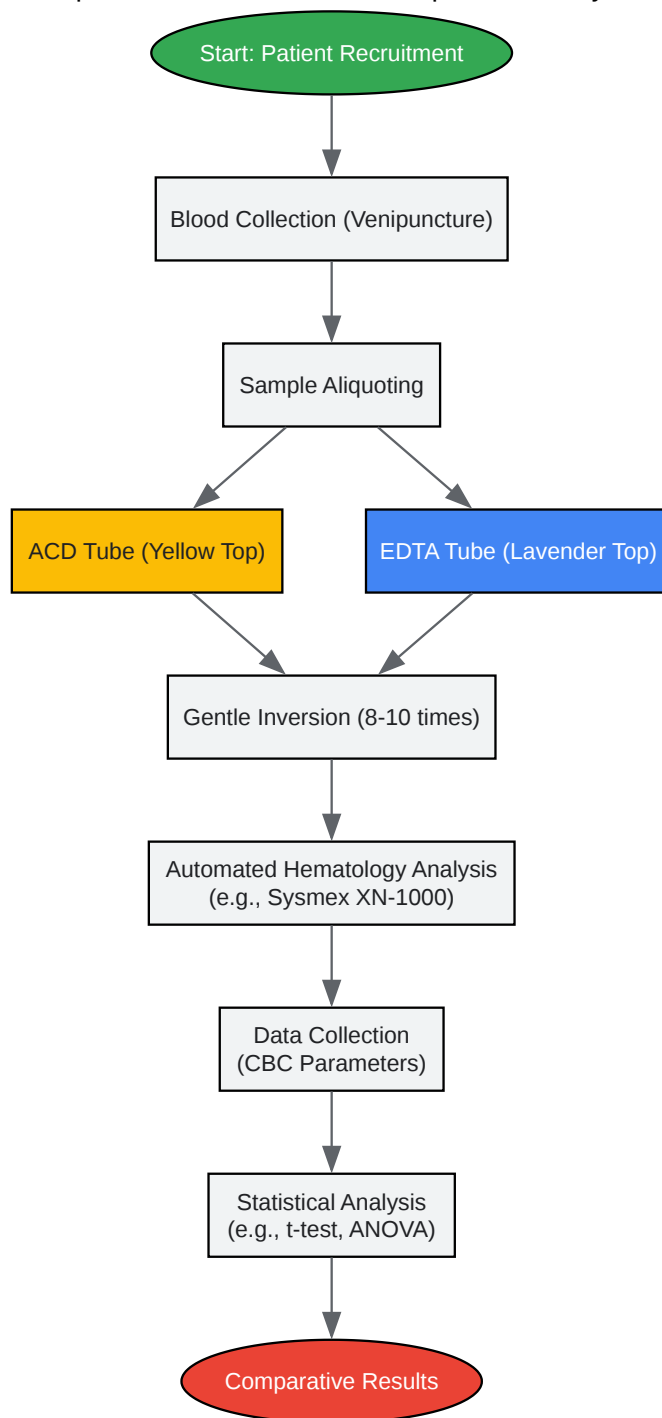 Start: Patient Recruitment
Blood Collection (Venipuncture)
Sample Aliquoting
ACD Tube (Yellow Top)
EDTA Tube (Lavender Top)
Gentle Inversion (8-10 times)
Automated Hematology Analysis
(e.g., Sysmex XN-1000)
Data Collection
(CBC Parameters)
Statistical Analysis
(e.g., t-test, ANOVA)
Comparative Results